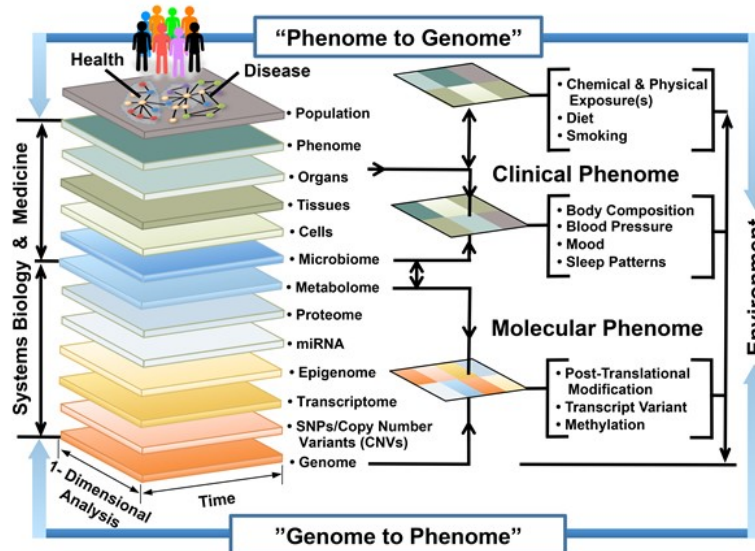 “Phenome to Genome”
Health
Disease
• Population
• Phenome
• Organs
• Tissues
• Cells
• Microbiome
• Metabolome
• Proteome
• miRNA
• Epigenome
• Transcriptome
• SNPs/Copy Number
Variants (CNVs)
• Genome
Systems Biology & Medicine
1- Dimensional
Analysis
Time
• Chemical & Physical
Exposure(s)
• Diet
• Smoking
Clinical Phenome
• Body Composition
• Blood Pressure
• Mood
• Sleep Patterns
Molecular Phenome
• Post-Translational
Modification
• Transcript Variant
• Methylation
Environment
”Genome to Phenome”